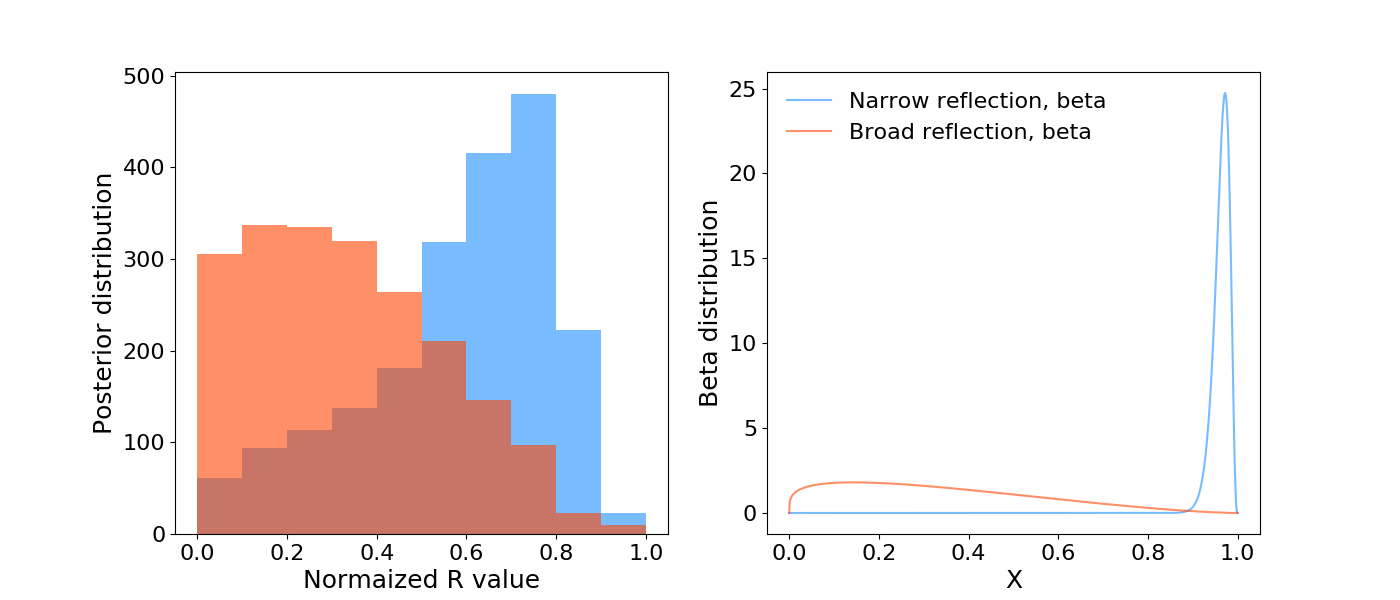 Posterior distribution
500
400
300
200
100
0
0.0 0.2 0.4 0.6 0.8 1.0
Normaized R value
Beta distribution
25
20
15
10
5
0
Narrow reflection, beta
Broad reflection, beta
0.0 0.2 0.4 0.6 0.8 1.0
X